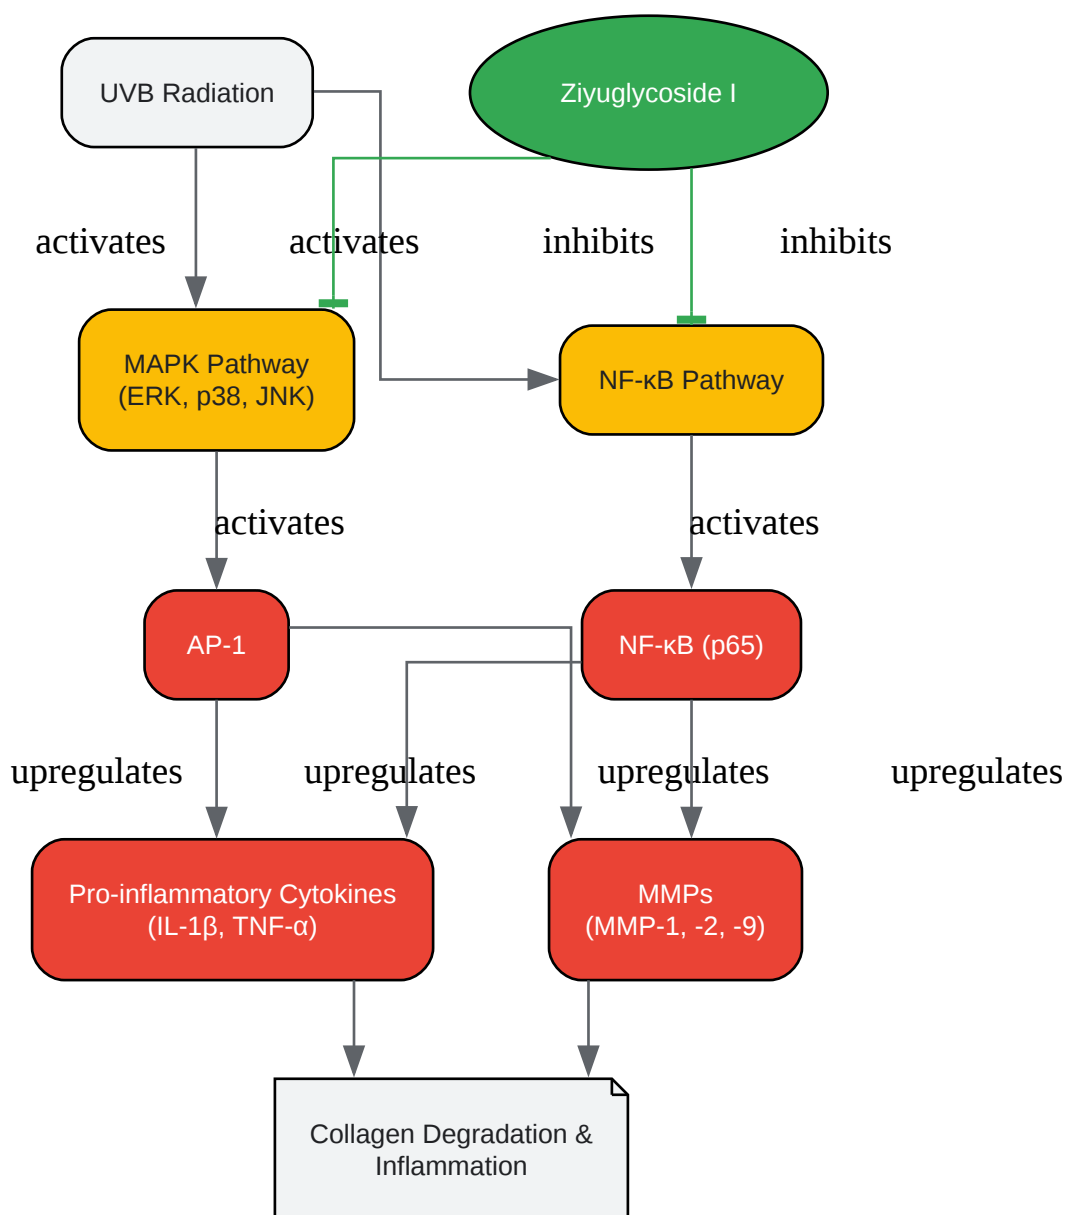 UVB Radiation
Ziyuglycoside I
activates
activates
inhibits
inhibits
MAPK Pathway
(ERK, p38, JNK)
NF-κB Pathway
activates
activates
AP-1
NF-κB (p65)
upregulates
upregulates
upregulates
upregulates
Pro-inflammatory Cytokines
(IL-1β, TNF-α)
MMPs
(MMP-1, -2, -9)
Collagen Degradation &
Inflammation